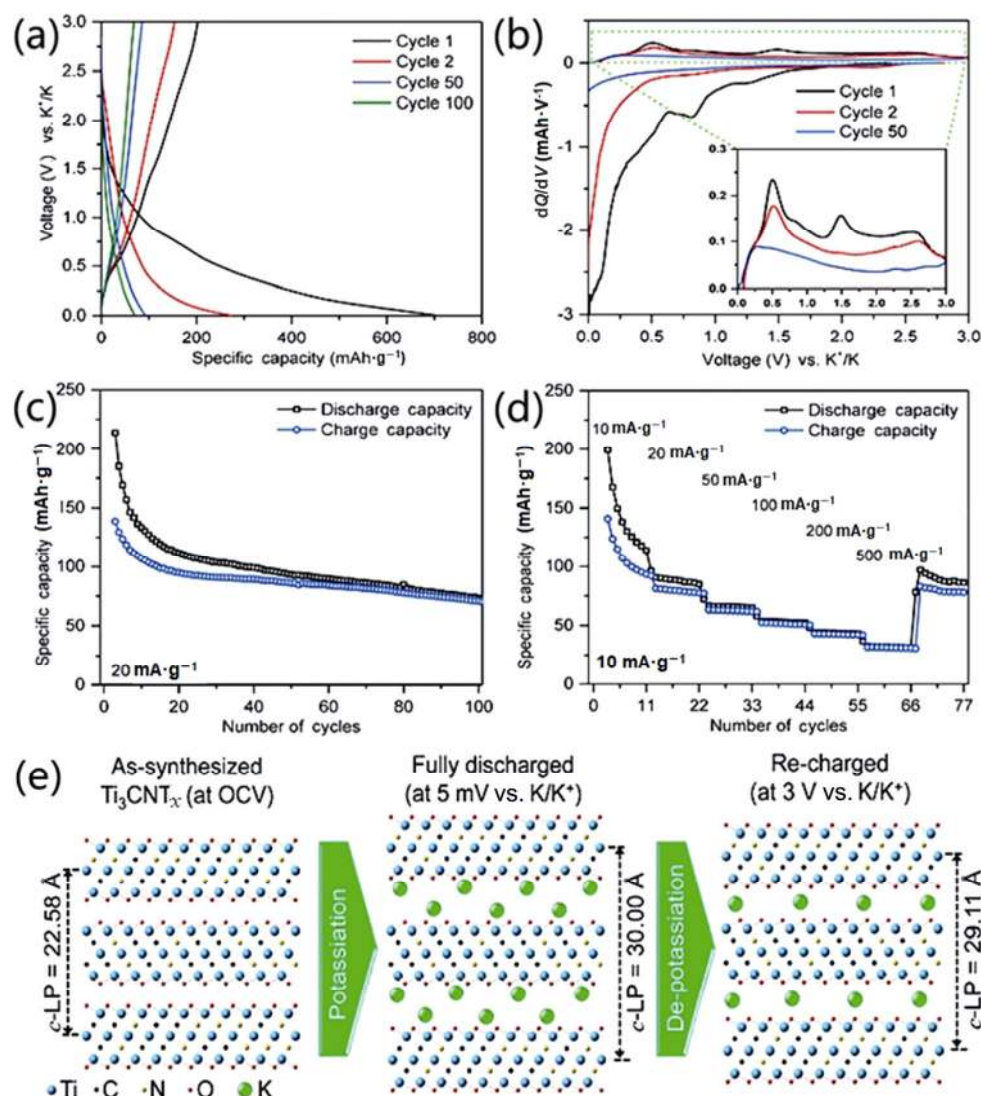 (a)
3.0
2.5
2.0
1.5
1.0
0.5
0.0
Voltage (V) vs. K⁺/K
Cycle 1
Cycle 2
Cycle 50
Cycle 100
0 200 400 600 800
Specific capacity (mAh·g⁻¹)
(b)
0
-1
-2
-3
dQ/dV (mAh·V⁻¹)
Cycle 1
Cycle 2
Cycle 50
0.3
0.2
0.1
0.0
0.0 0.5 1.0 1.5 2.0 2.5 3.0
0.0 0.5 1.0 1.5 2.0 2.5 3.0
Voltage (V) vs. K⁺/K
(c)
250
200
150
100
50
0
Specific capacity (mAh·g⁻¹)
Discharge capacity
Charge capacity
20 mA·g⁻¹
0 20 40 60 80 100
Number of cycles
(d)
250
200
150
100
50
0
Specific capacity (mAh·g⁻¹)
Discharge capacity
Charge capacity
10 mA·g⁻¹
20 mA·g⁻¹
50 mA·g⁻¹
100 mA·g⁻¹
200 mA·g⁻¹
500 mA·g⁻¹
10 mA·g⁻¹
0 11 22 33 44 55 66 77
Number of cycles
(e)
As-synthesized
Ti₃CNTₓ (at OCV)
c-LP = 22.58 Å
Potassiation
Fully discharged
(at 5 mV vs. K/K⁺)
c-LP = 30.00 Å
De-potassiation
Re-charged
(at 3 V vs. K/K⁺)
c-LP = 29.11 Å
Ti C N O K